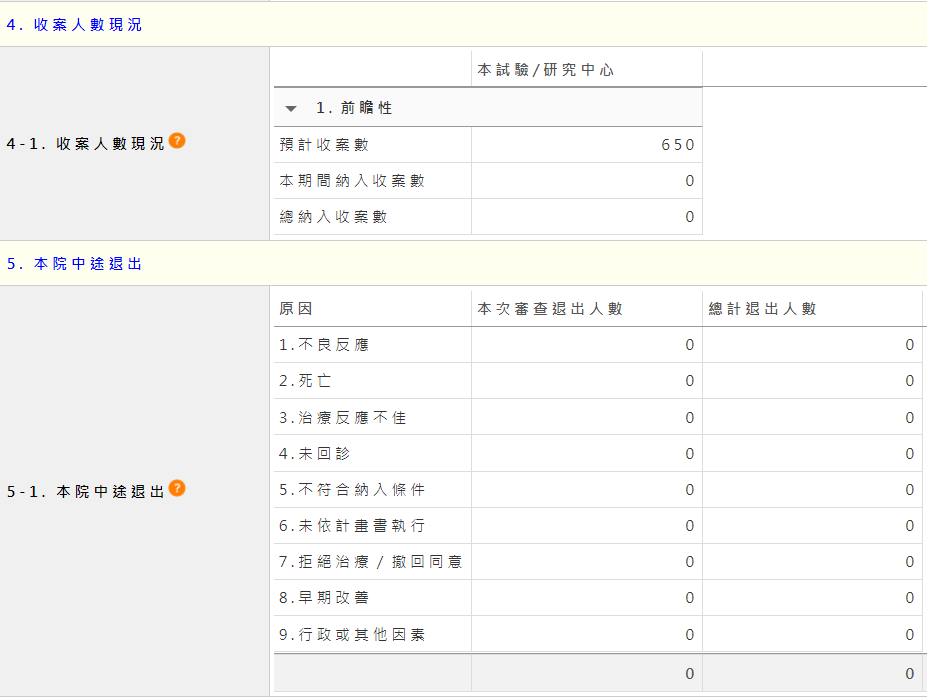 4. 收案人數現況
本試驗/研究中心
1. 前瞻性
4-1. 收案人數現況 ?
預計收案數 650
本期間納入收案數 0
總納入收案數 0
5. 本院中途退出
原因 本次審查退出人數 總計退出人數
1.不良反應 0 0
2.死亡 0 0
3.治療反應不佳 0 0
4.未回診 0 0
5-1. 本院中途退出 ?
5.不符合納入條件 0 0
6.未依計畫書執行 0 0
7.拒絕治療 / 撤回同意 0 0
8.早期改善 0 0
9.行政或其他因素 0 0
0 0